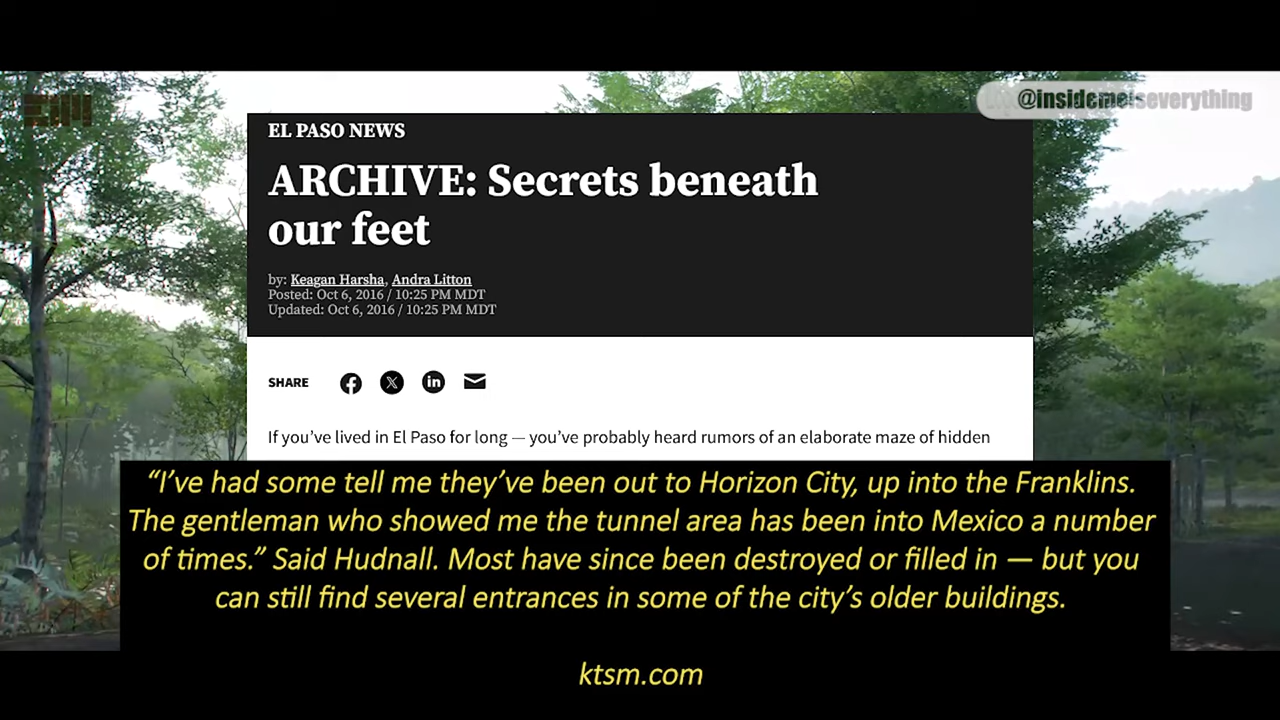 @insidemeiseverything
EL PASO NEWS
ARCHIVE: Secrets beneath
our feet
by: Keagan Harsha, Andra Litton
Posted: Oct 6, 2016 / 10:25 PM MDT
Updated: Oct 6, 2016 / 10:25 PM MDT
SHARE
If you’ve lived in El Paso for long — you’ve probably heard rumors of an elaborate maze of hidden
“I’ve had some tell me they’ve been out to Horizon City, up into the Franklins.
The gentleman who showed me the tunnel area has been into Mexico a number
of times.” Said Hudnall. Most have since been destroyed or filled in — but you
can still find several entrances in some of the city’s older buildings.
ktsm.com